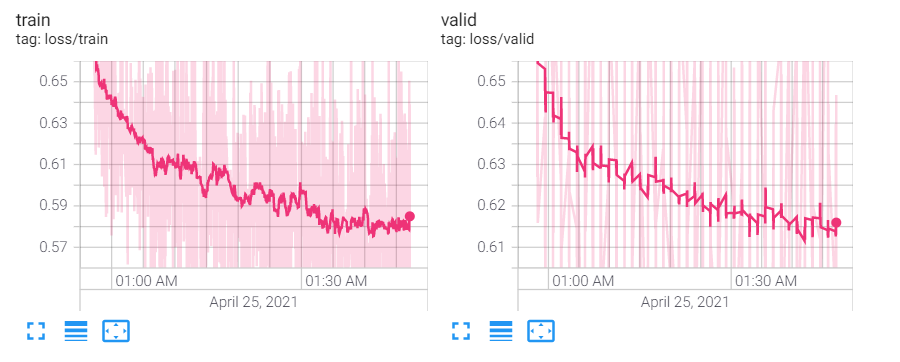 train
tag: loss/train
0.65
0.63
0.61
0.59
0.57
01:00 AM
01:30 AM
April 25, 2021
valid
tag: loss/valid
0.65
0.64
0.63
0.62
0.61
01:00 AM
01:30 AM
April 25, 2021